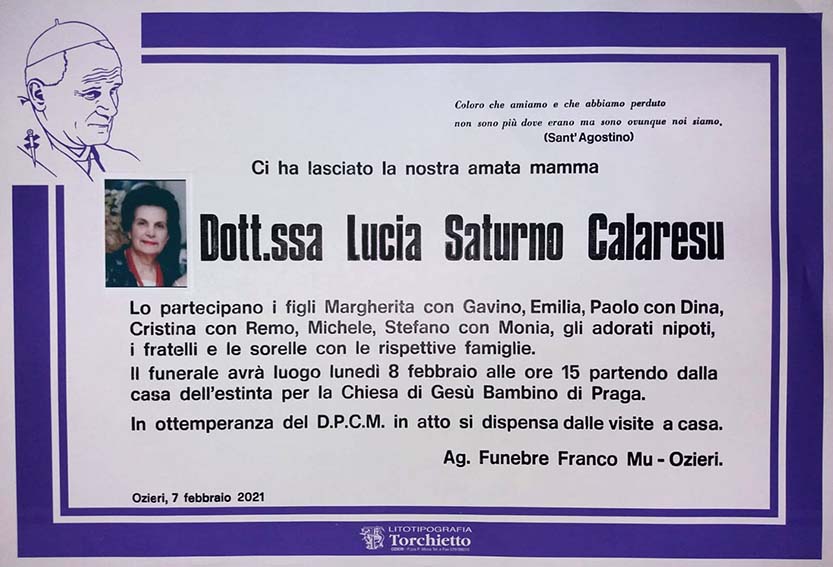 Coloro che amiamo e che abbiamo perduto
non sono più dove erano ma sono ovunque noi siamo.
(Sant'Agostino)
Ci ha lasciato la nostra amata mamma
Dott.ssa Lucia Saturno Calaresu
Lo partecipano i figli Margherita con Gavino, Emilia, Paolo con Dina,
Cristina con Remo, Michele, Stefano con Monia, gli adorati nipoti,
i fratelli e le sorelle con le rispettive famiglie.
Il funerale avrà luogo lunedì 8 febbraio alle ore 15 partendo dalla
casa dell'estinta per la Chiesa di Gesù Bambino di Praga.
In ottemperanza del D.P.C.M. in atto si dispensa dalle visite a casa.
Ag. Funebre Franco Mu - Ozieri.
Ozieri, 7 febbraio 2021
LITOTIPOGRAFIA
Torchietto
OZIERI